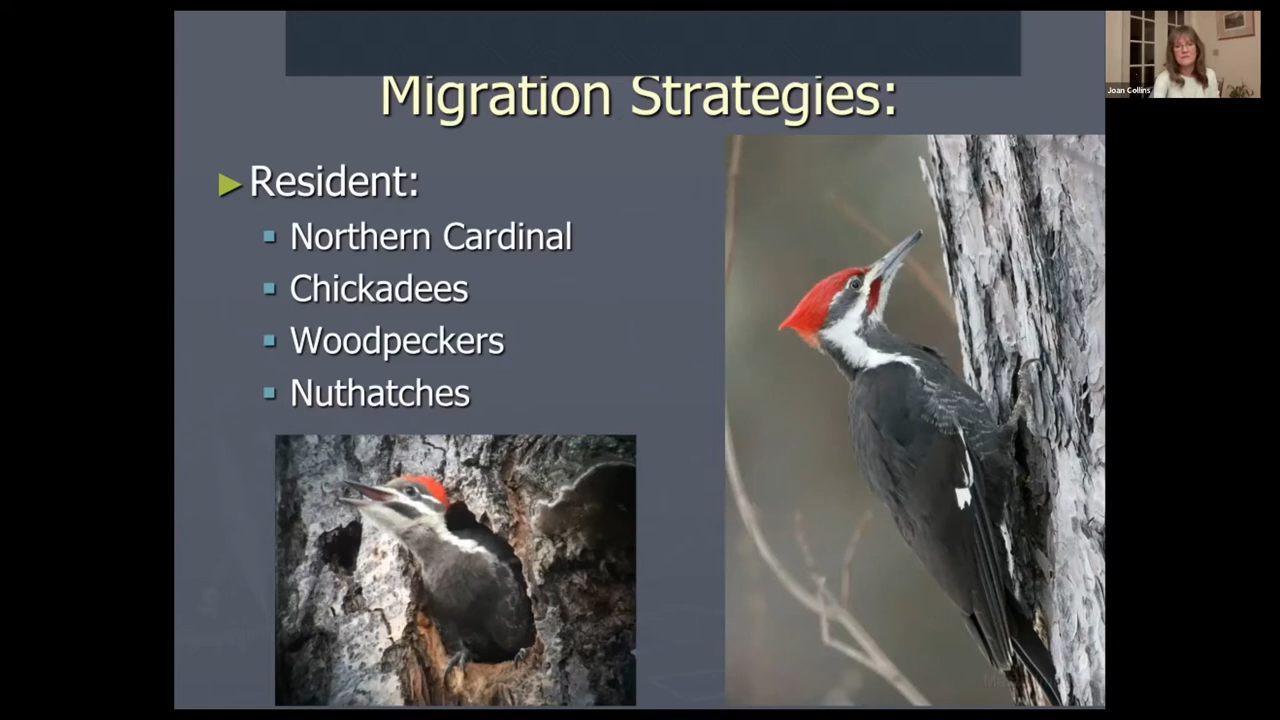 Migration Strategies:
Joan Collins
Resident:
Northern Cardinal
Chickadees
Woodpeckers
Nuthatches